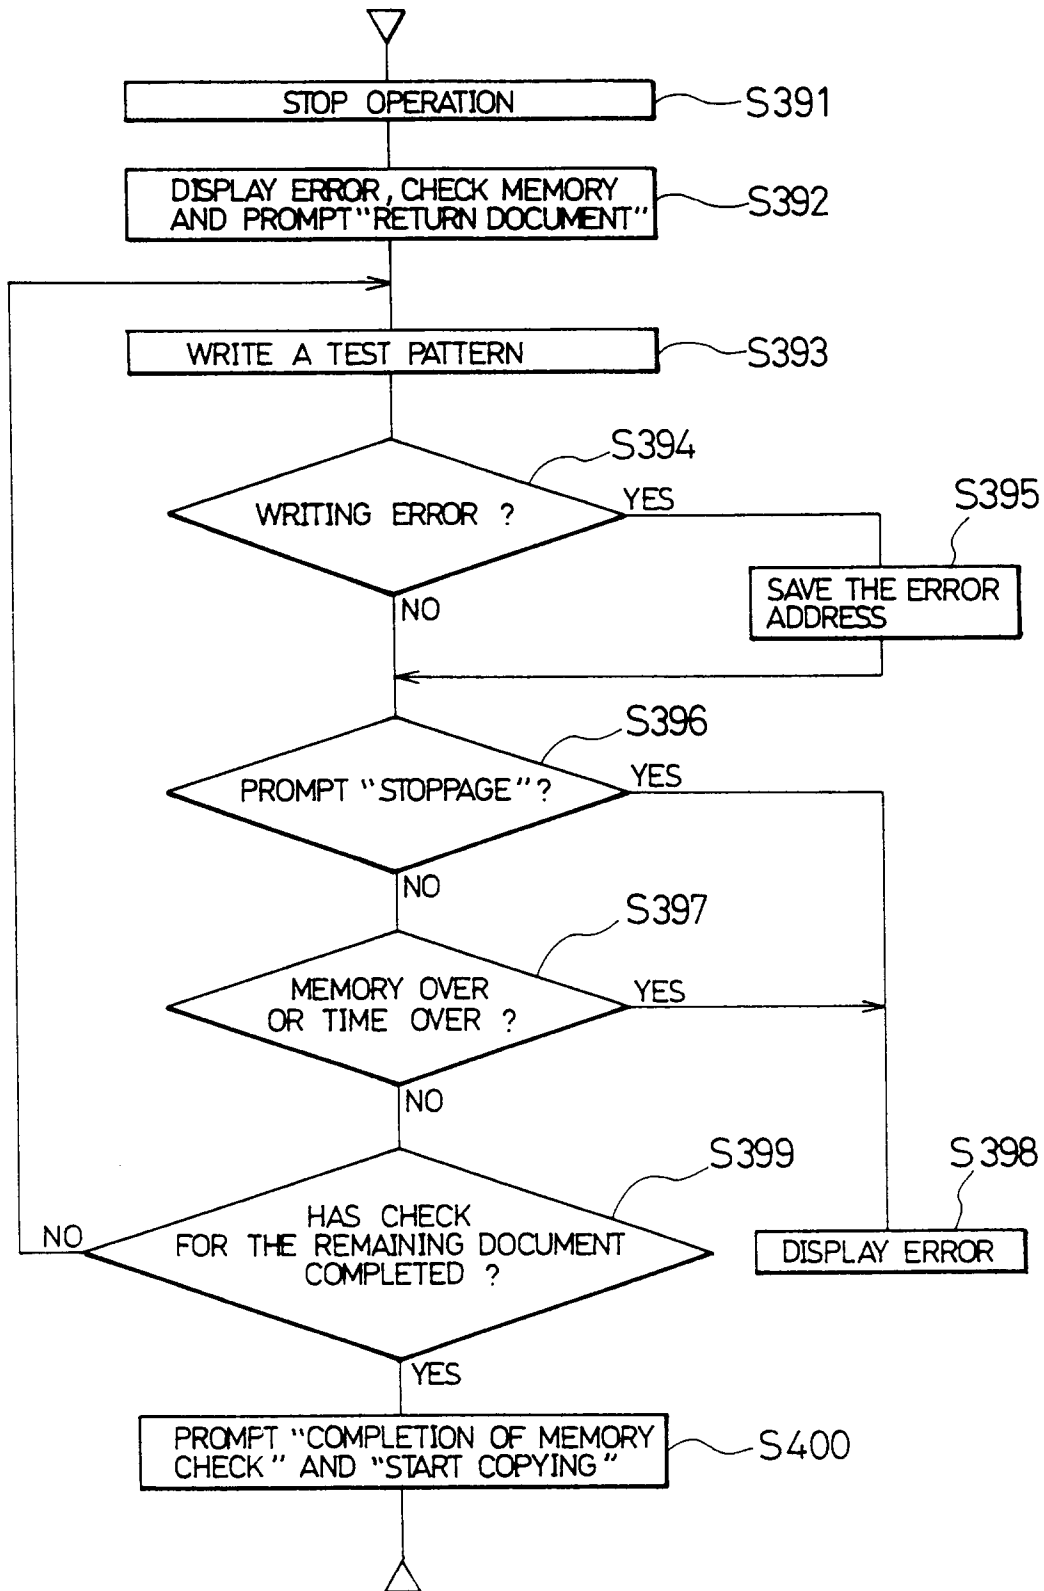 STOP OPERATION
S391
DISPLAY ERROR, CHECK MEMORY
AND PROMPT "RETURN DOCUMENT"
S392
WRITE A TEST PATTERN
S393
S394
WRITING ERROR ?
YES
NO
S395
SAVE THE ERROR
ADDRESS
S396
PROMPT "STOPPAGE"?
YES
NO
S397
MEMORY OVER
OR TIME OVER ?
YES
NO
S399
HAS CHECK
FOR THE REMAINING DOCUMENT
COMPLETED ?
NO
YES
S398
DISPLAY ERROR
PROMPT "COMPLETION OF MEMORY
CHECK" AND "START COPYING"
S400